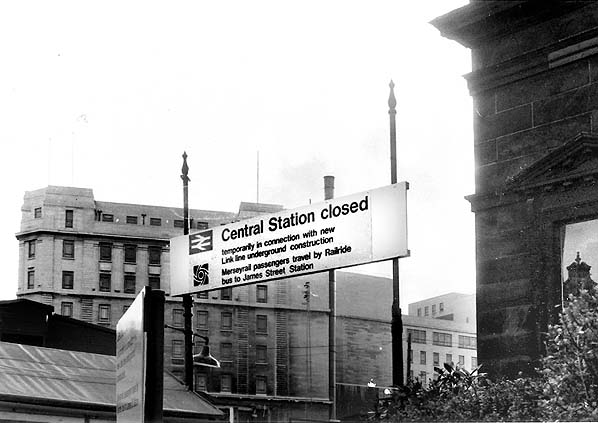 Central Station closed
temporarily in connection with new
Link line underground construction
Merseyrail passengers travel by Railride
bus to James Street Station